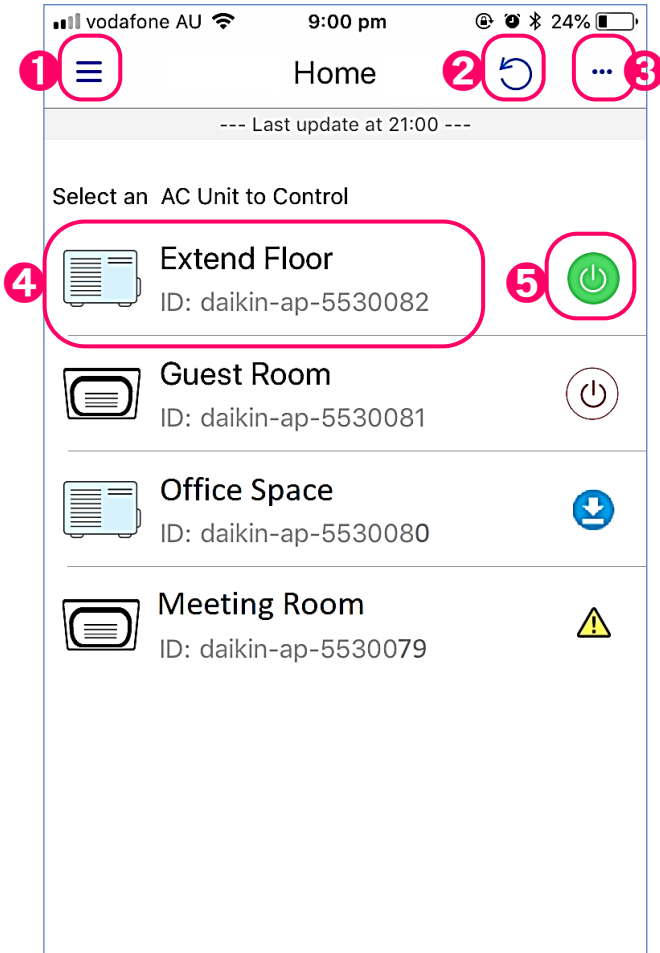 vodafone AU 9:00 pm 24%
1 Home 2 ... 3
--- Last update at 21:00 ---
Select an AC Unit to Control
4 Extend Floor 5
ID: daikin-ap-5530082
Guest Room
ID: daikin-ap-5530081
Office Space
ID: daikin-ap-5530080
Meeting Room
ID: daikin-ap-5530079